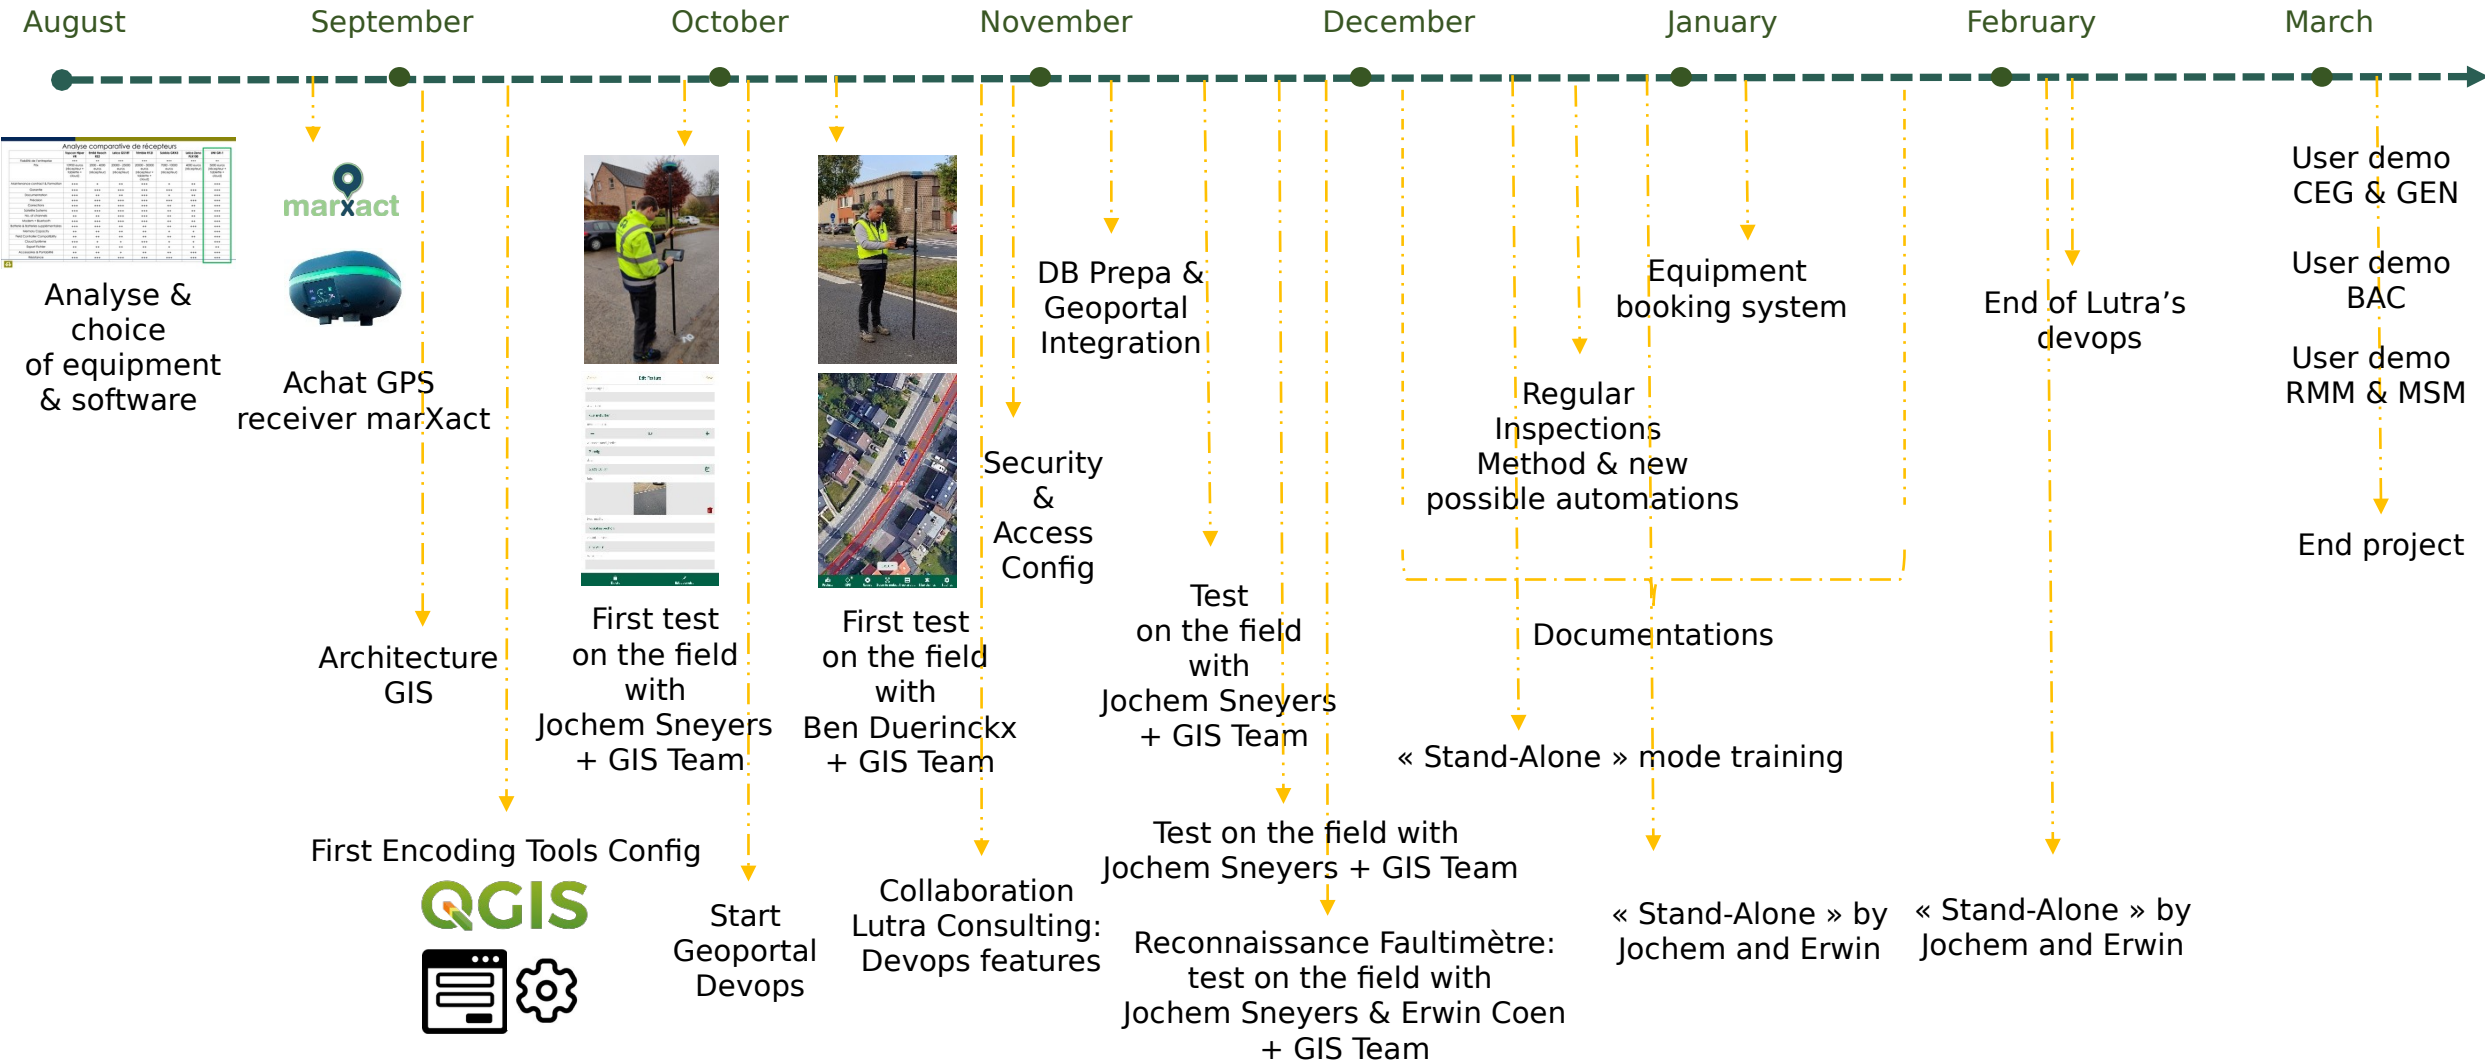 August
September
October
November
December
January
February
March
Analyse comparative de récepteurs
Analyse &
choice
of equipment
& software
marxact
Achat GPS
receiver marXact
Architecture
GIS
First Encoding Tools Config
QGIS
Edit Feature
First test
on the field
with
Jochem Sneyers
+ GIS Team
Start
Geoportal
Devops
First test
on the field
with
Ben Duerinckx
+ GIS Team
Collaboration
Lutra Consulting:
Devops features
Security
&
Access
Config
DB Prepa &
Geoportal
Integration
Test
on the field
with
Jochem Sneyers
+ GIS Team
Test on the field with
Jochem Sneyers + GIS Team
Reconnaissance Faultimètre:
test on the field with
Jochem Sneyers & Erwin Coen
+ GIS Team
Regular
Inspections
Method & new
possible automations
Equipment
booking system
Documentations
« Stand-Alone » mode training
« Stand-Alone » by
Jochem and Erwin
End of Lutra’s
devops
« Stand-Alone » by
Jochem and Erwin
User demo
CEG & GEN
User demo
BAC
User demo
RMM & MSM
End project